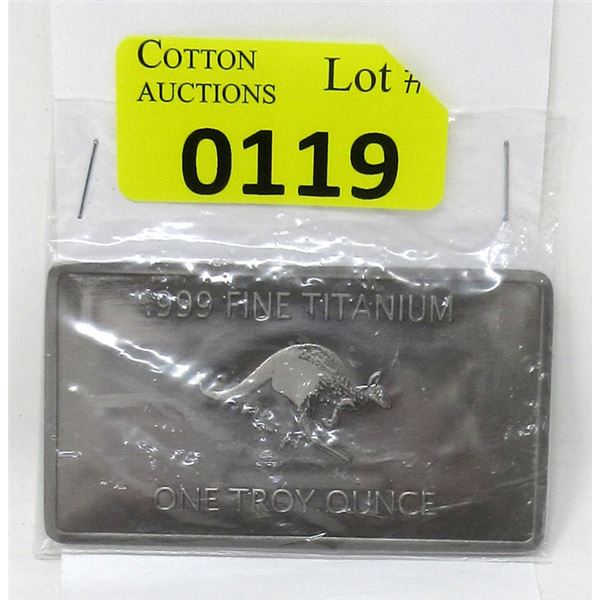 COTTON
AUCTIONS
Lot #
0119
.999 FINE TITANIUM
ONE TROY OUNCE